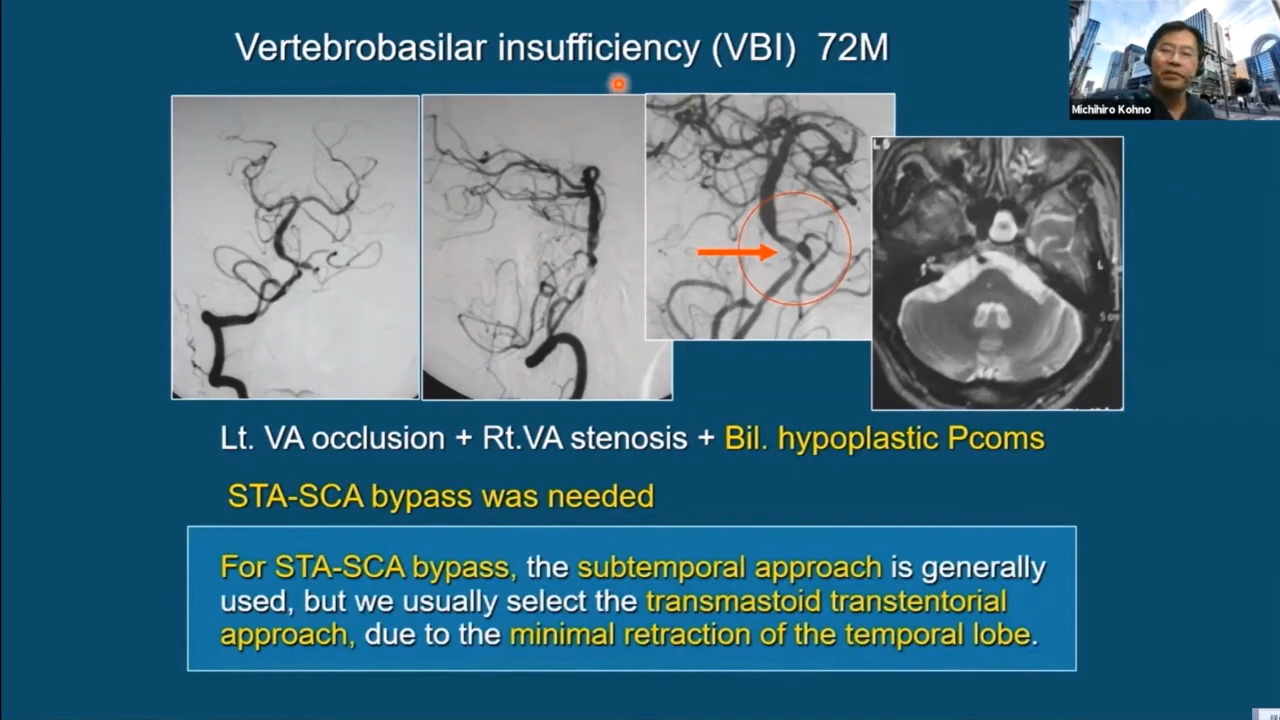 Vertebrobasilar insufficiency (VBI) 72M
Michihiro Kohno
L
Lt. VA occlusion + Rt.VA stenosis + Bil. hypoplastic Pcoms
STA-SCA bypass was needed
For STA-SCA bypass, the subtemporal approach is generally
used, but we usually select the transmastoid transtentorial
approach, due to the minimal retraction of the temporal lobe.